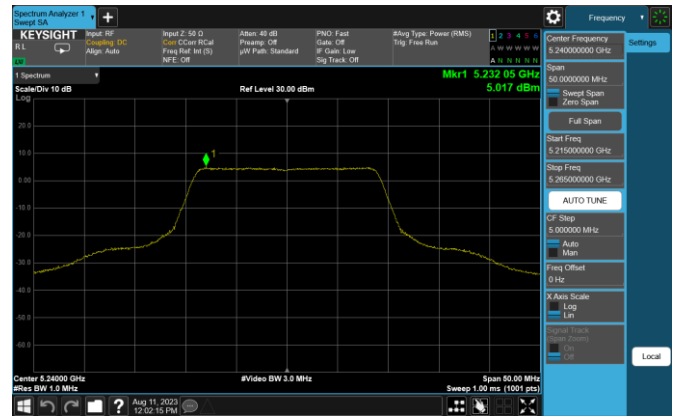 Spectrum Analyzer 1
Swept SA
+
Frequency
KEYSIGHT
RL
LXI
Input: RF
Coupling: DC
Align: Auto
Input Z: 50 Ω
Corr CCorr RCal
Freq Ref: Int (S)
NFE: Off
Atten: 40 dB
Preamp: Off
µW Path: Standard
PNO: Fast
Gate: Off
IF Gain: Low
Sig Track: Off
#Avg Type: Power (RMS)
Trig: Free Run
1 2 3 4 5 6
A W W W W W
A N N N N N
1 Spectrum
Scale/Div 10 dB
Log
Ref Level 30.00 dBm
Mkr1 5.232 05 GHz
5.017 dBm
1
20.0
10.0
0.00
-10.0
-20.0
-30.0
-40.0
-50.0
-60.0
Center 5.24000 GHz
#Res BW 1.0 MHz
#Video BW 3.0 MHz
Span 50.00 MHz
Sweep 1.00 ms (1001 pts)
Center Frequency
5.240000000 GHz
Span
50.0000000 MHz
Swept Span
Zero Span
Full Span
Start Freq
5.215000000 GHz
Stop Freq
5.265000000 GHz
AUTO TUNE
CF Step
5.000000 MHz
Auto
Man
Freq Offset
0 Hz
X Axis Scale
Log
Lin
Signal Track
(Span Zoom)
On
Off
Settings
Local
?
Aug 11, 2023
12:02:15 PM